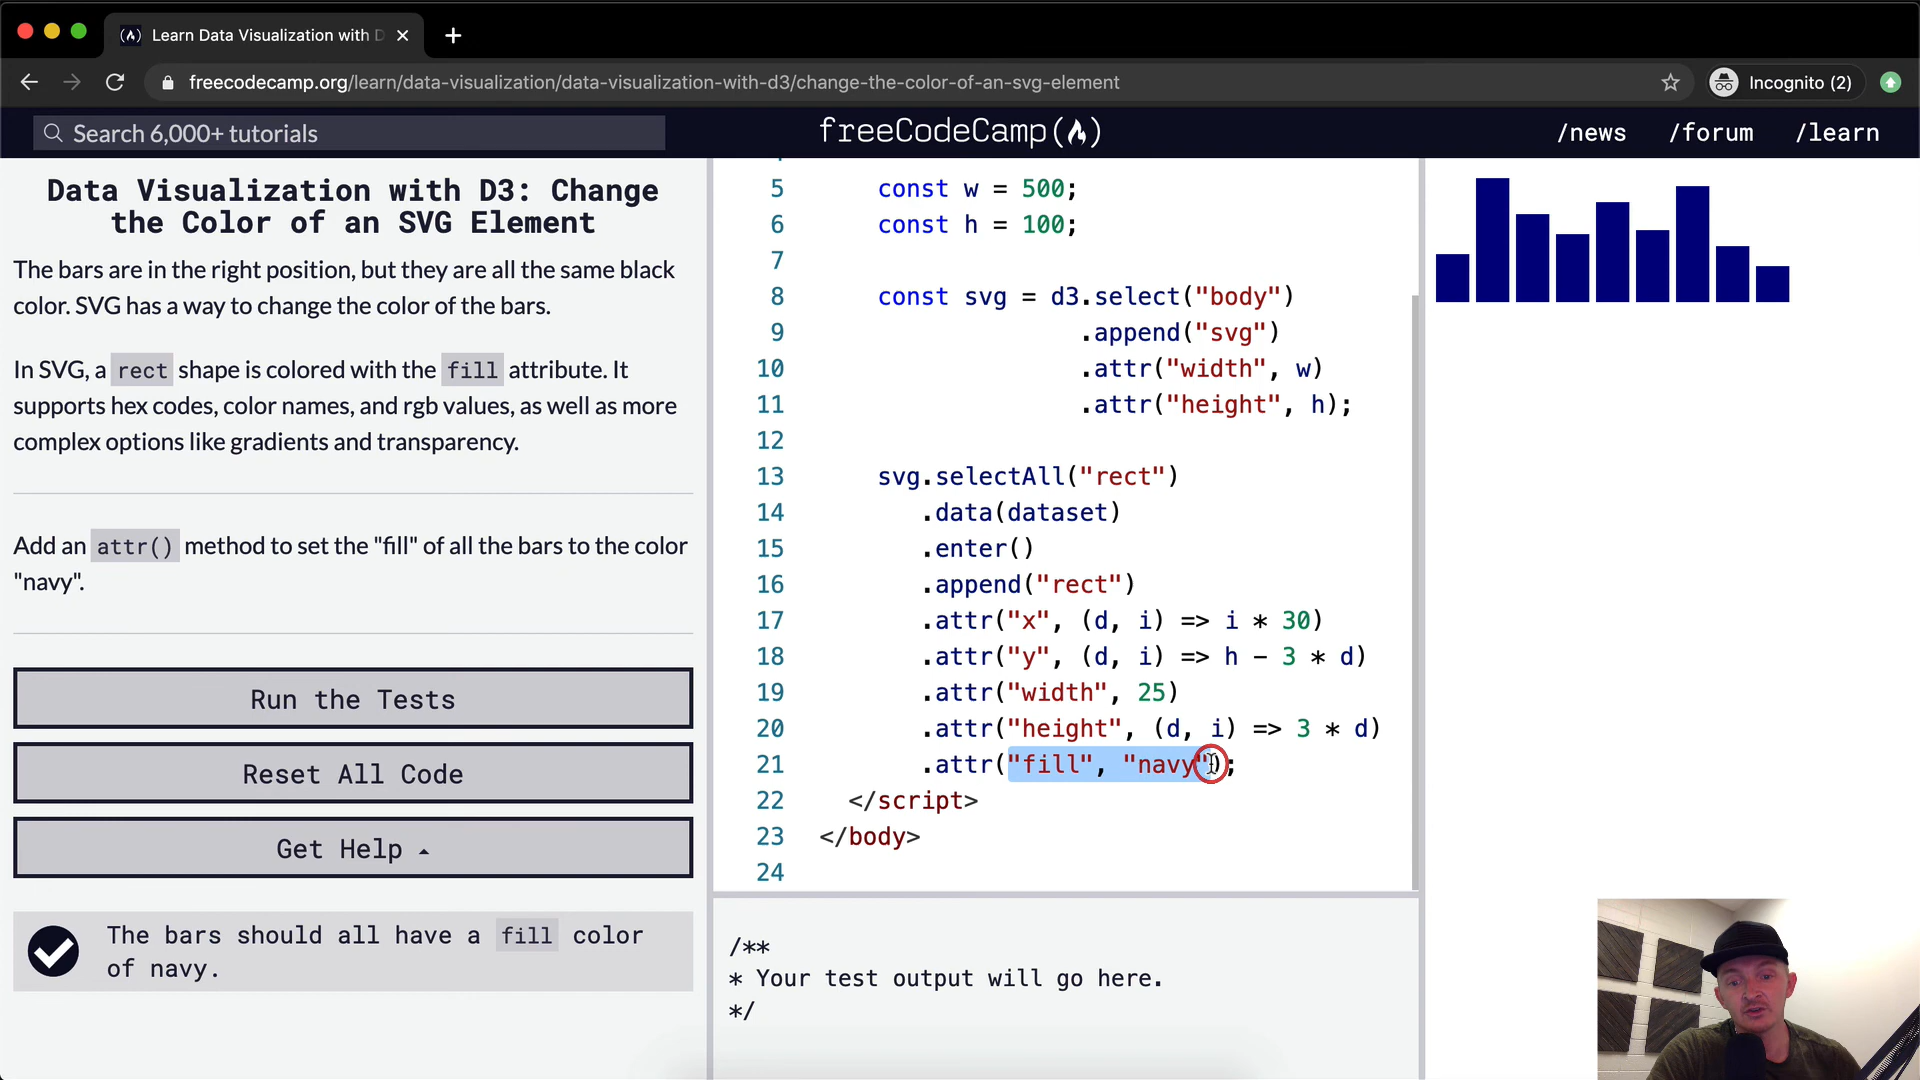 Learn Data Visualization with D
freecodecamp.org/learn/data-visualization/data-visualization-with-d3/change-the-color-of-an-svg-element
Incognito (2)
Search 6,000+ tutorials
freeCodeCamp
/news
/forum
/learn
Data Visualization with D3: Change
the Color of an SVG Element
The bars are in the right position, but they are all the same black
color. SVG has a way to change the color of the bars.
In SVG, a rect shape is colored with the fill attribute. It
supports hex codes, color names, and rgb values, as well as more
complex options like gradients and transparency.
Add an attr() method to set the "fill" of all the bars to the color
"navy".
Run the Tests
Reset All Code
Get Help
The bars should all have a fill color
of navy.
5 const w = 500;
6 const h = 100;
7
8 const svg = d3.select("body")
9 .append("svg")
10 .attr("width", w)
11 .attr("height", h);
12
13 svg.selectAll("rect")
14 .data(dataset)
15 .enter()
16 .append("rect")
17 .attr("x", (d, i) => i * 30)
18 .attr("y", (d, i) => h - 3 * d)
19 .attr("width", 25)
20 .attr("height", (d, i) => 3 * d)
21 .attr("fill", "navy");
22 </script>
23 </body>
24
/**
* Your test output will go here.
*/